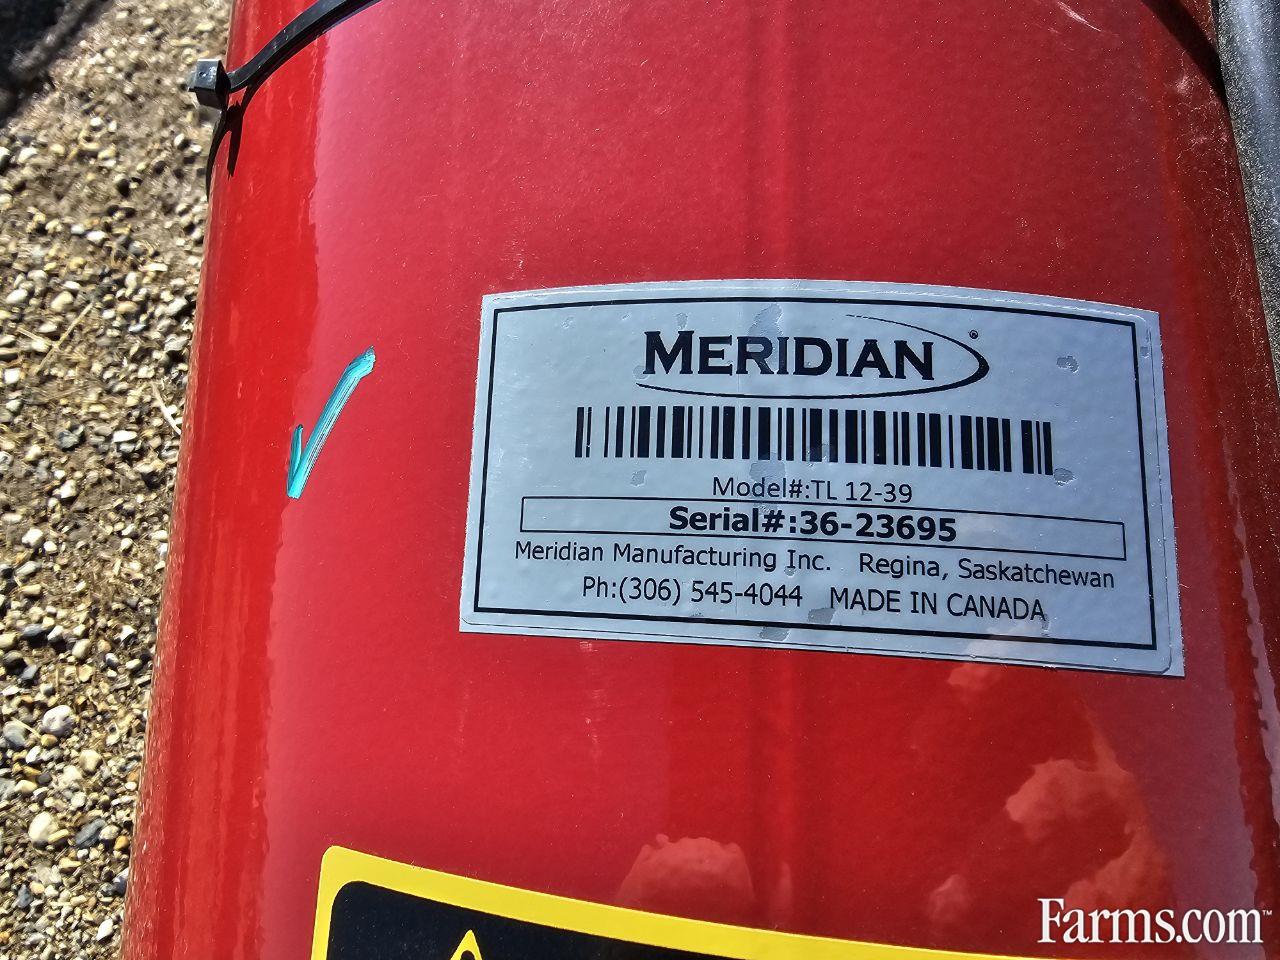 MERIDIAN®
Model#:TL 12-39
Serial#:36-23695
Meridian Manufacturing Inc. Regina, Saskatchewan
Ph:(306) 545-4044 MADE IN CANADA
Farms.com™